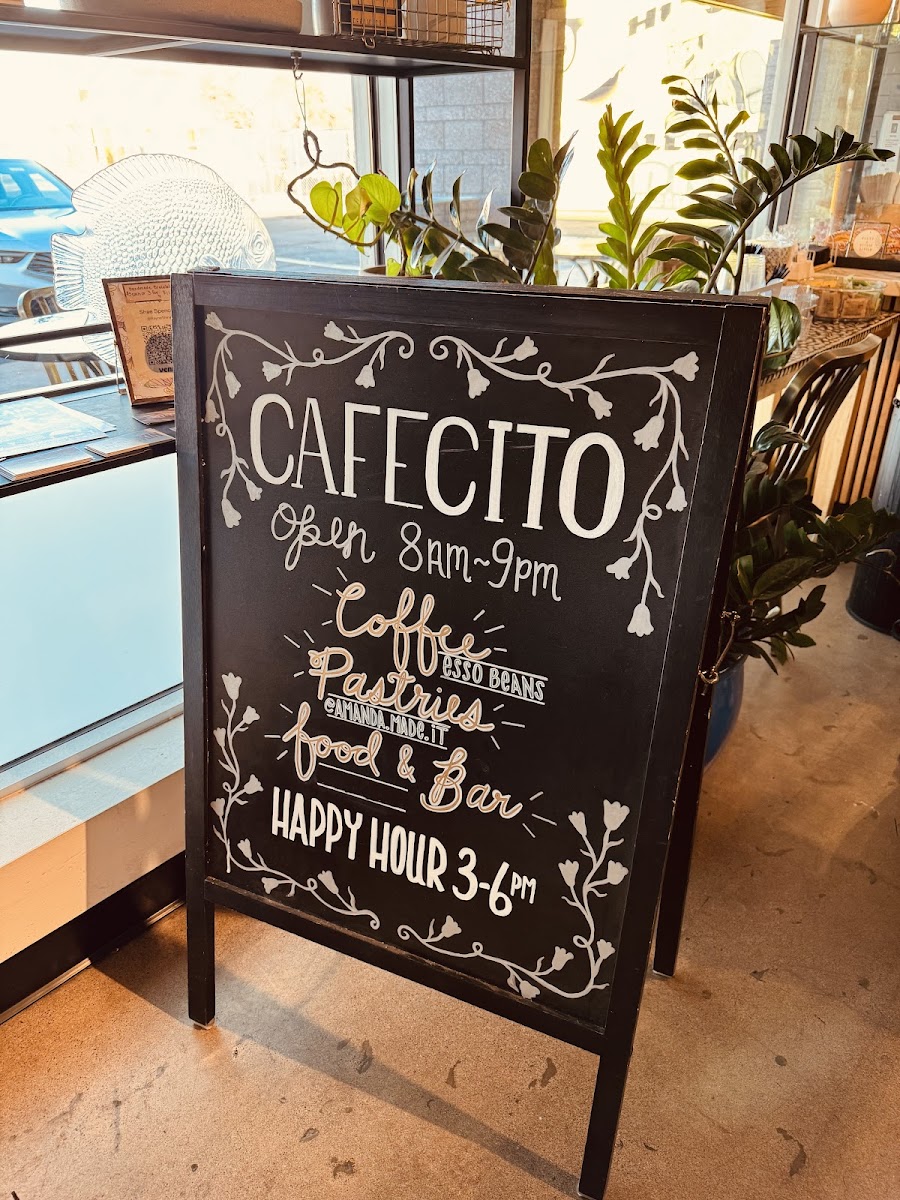 CAFECITO
open 8AM~9PM
Coffee
ESSO BEANS
Pastries
@AMANDA.MADE.IT
food & Bar
HAPPY HOUR 3-6PM